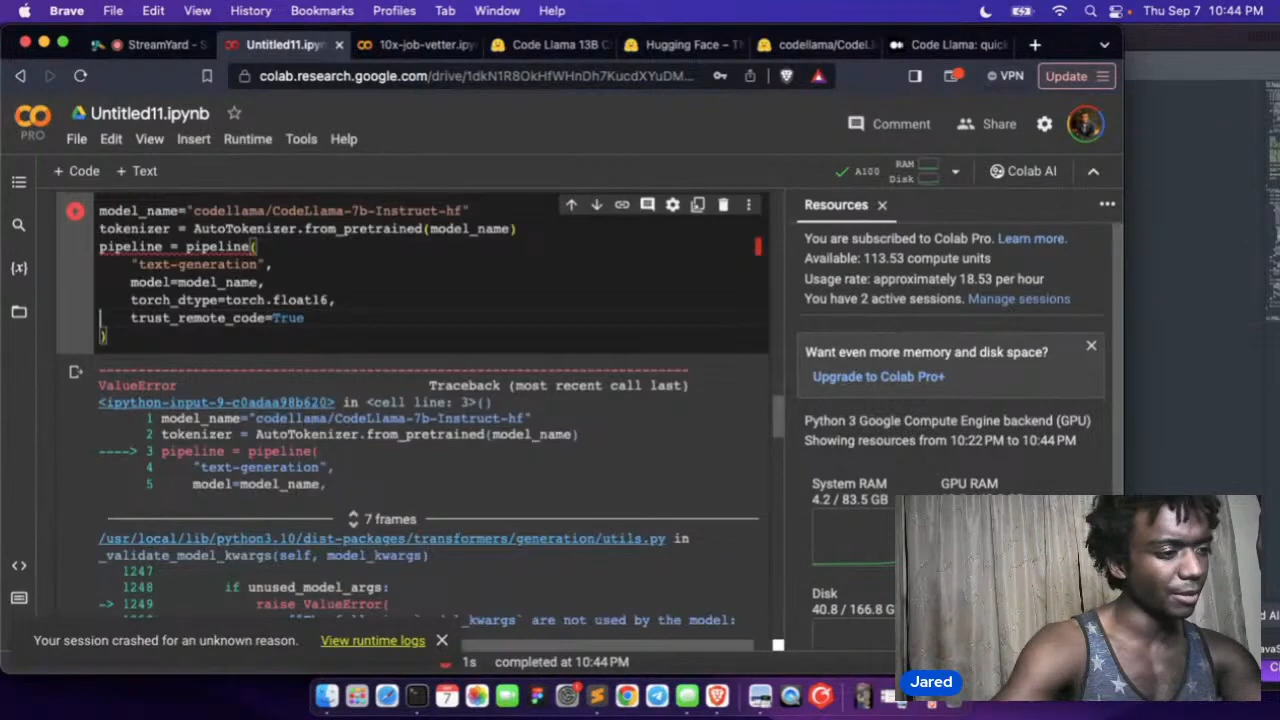 Brave File Edit View History Bookmarks Profiles Tab Window Help Thu Sep 7 10:44 PM
StreamYard - S Untitled11.ipynb 10x-job-vetter.ipynb Code Llama 13B C Hugging Face – Th codellama/CodeL Code Llama: quick
colab.research.google.com/drive/1dkN1R8OkHfWHnDh7KucdXYuDM... VPN Update
CO PRO
Untitled11.ipynb
File Edit View Insert Runtime Tools Help
Comment Share
+ Code + Text
A100 RAM Disk Colab AI
model_name="codellama/CodeLlama-7b-Instruct-hf"
tokenizer = AutoTokenizer.from_pretrained(model_name)
pipeline = pipeline(
"text-generation",
model=model_name,
torch_dtype=torch.float16,
trust_remote_code=True
)
ValueError Traceback (most recent call last)
<ipython-input-9-c0adaa98b620> in <cell line: 3>()
1 model_name="codellama/CodeLlama-7b-Instruct-hf"
2 tokenizer = AutoTokenizer.from_pretrained(model_name)
----> 3 pipeline = pipeline(
4 "text-generation",
5 model=model_name,
7 frames
/usr/local/lib/python3.10/dist-packages/transformers/generation/utils.py in
_validate_model_kwargs(self, model_kwargs)
1247
1248 if unused_model_args:
-> 1249 raise ValueError(
kwargs` are not used by the model:
Your session crashed for an unknown reason. View runtime logs
1s completed at 10:44 PM
Resources
You are subscribed to Colab Pro. Learn more.
Available: 113.53 compute units
Usage rate: approximately 18.53 per hour
You have 2 active sessions. Manage sessions
Want even more memory and disk space?
Upgrade to Colab Pro+
Python 3 Google Compute Engine backend (GPU)
Showing resources from 10:22 PM to 10:44 PM
System RAM GPU RAM
4.2 / 83.5 GB
Disk
40.8 / 166.8
Jared